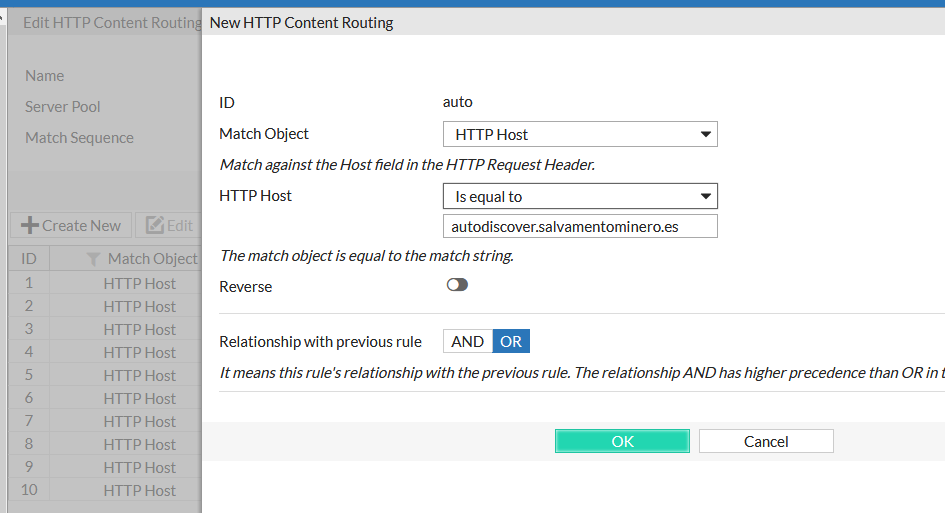 Edit HTTP Content Routing
New HTTP Content Routing
Name
Server Pool
Match Sequence
Create New
Edit
ID Match Object
1 HTTP Host
2 HTTP Host
3 HTTP Host
4 HTTP Host
5 HTTP Host
6 HTTP Host
7 HTTP Host
8 HTTP Host
9 HTTP Host
10 HTTP Host
ID auto
Match Object HTTP Host
Match against the Host field in the HTTP Request Header.
HTTP Host Is equal to
autodiscover.salvamentominero.es
The match object is equal to the match string.
Reverse
Relationship with previous rule AND OR
It means this rule's relationship with the previous rule. The relationship AND has higher precedence than OR in
OK Cancel